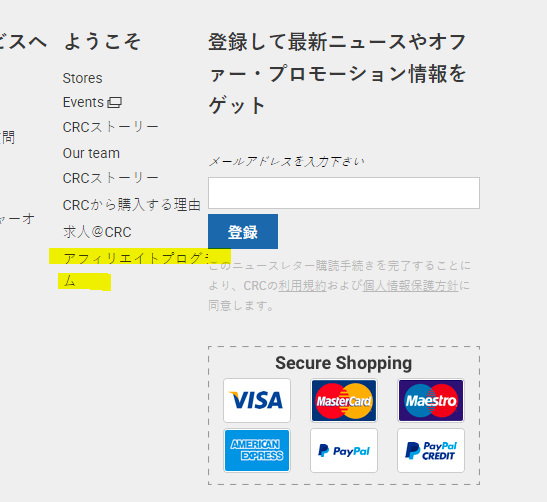 ビスへ
問
ャーオ
ようこそ
Stores
Events
CRCストーリー
Our team
CRCストーリー
CRCから購入する理由
求人@CRC
アフィリエイトプログラ
ム
登録して最新ニュースやオフ
ァー・プロモーション情報を
ゲット
メールアドレスを入力下さい
登録
このニュースレター購読手続きを完了することに
より、CRCの利用規約および個人情報保護方針に
同意します。
Secure Shopping
VISA
MasterCard
Maestro
AMERICAN
EXPRESS
PayPal
PayPal
CREDIT